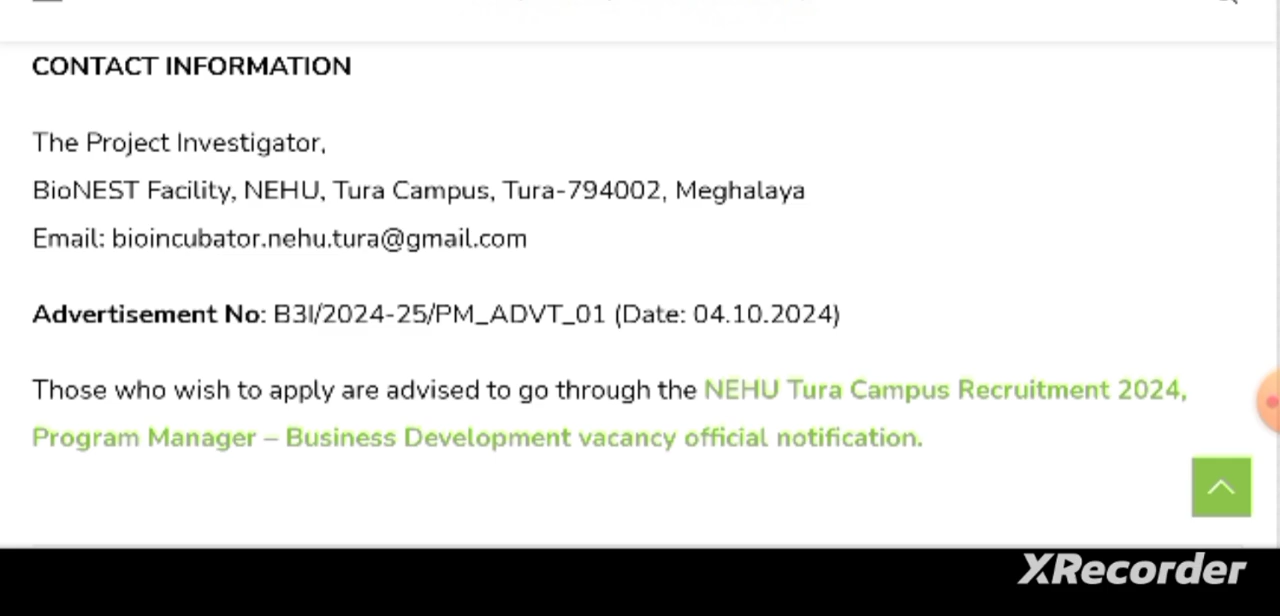 CONTACT INFORMATION
The Project Investigator,
BioNEST Facility, NEHU, Tura Campus, Tura-794002, Meghalaya
Email: bioincubator.nehu.tura@gmail.com
Advertisement No: B3I/2024-25/PM_ADVT_01 (Date: 04.10.2024)
Those who wish to apply are advised to go through the NEHU Tura Campus Recruitment 2024,
Program Manager – Business Development vacancy official notification.
XRecorder